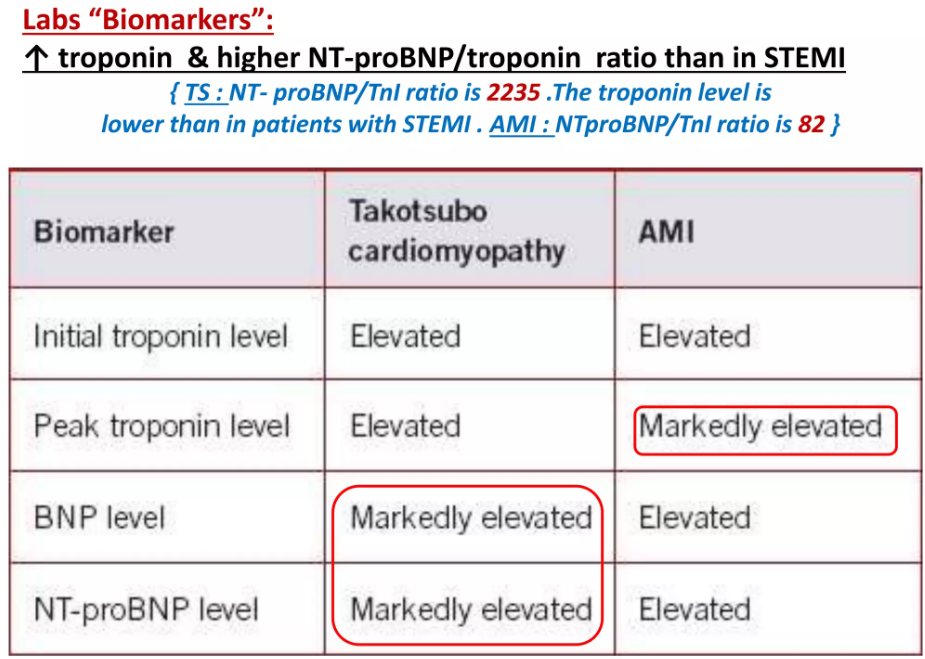 Labs “Biomarkers”:
↑ troponin & higher NT-proBNP/troponin ratio than in STEMI
{ TS : NT- proBNP/TnI ratio is 2235 .The troponin level is
lower than in patients with STEMI . AMI : NTproBNP/TnI ratio is 82 }
Biomarker Takotsubo cardiomyopathy AMI
Initial troponin level Elevated Elevated
Peak troponin level Elevated Markedly elevated
BNP level Markedly elevated Elevated
NT-proBNP level Markedly elevated Elevated